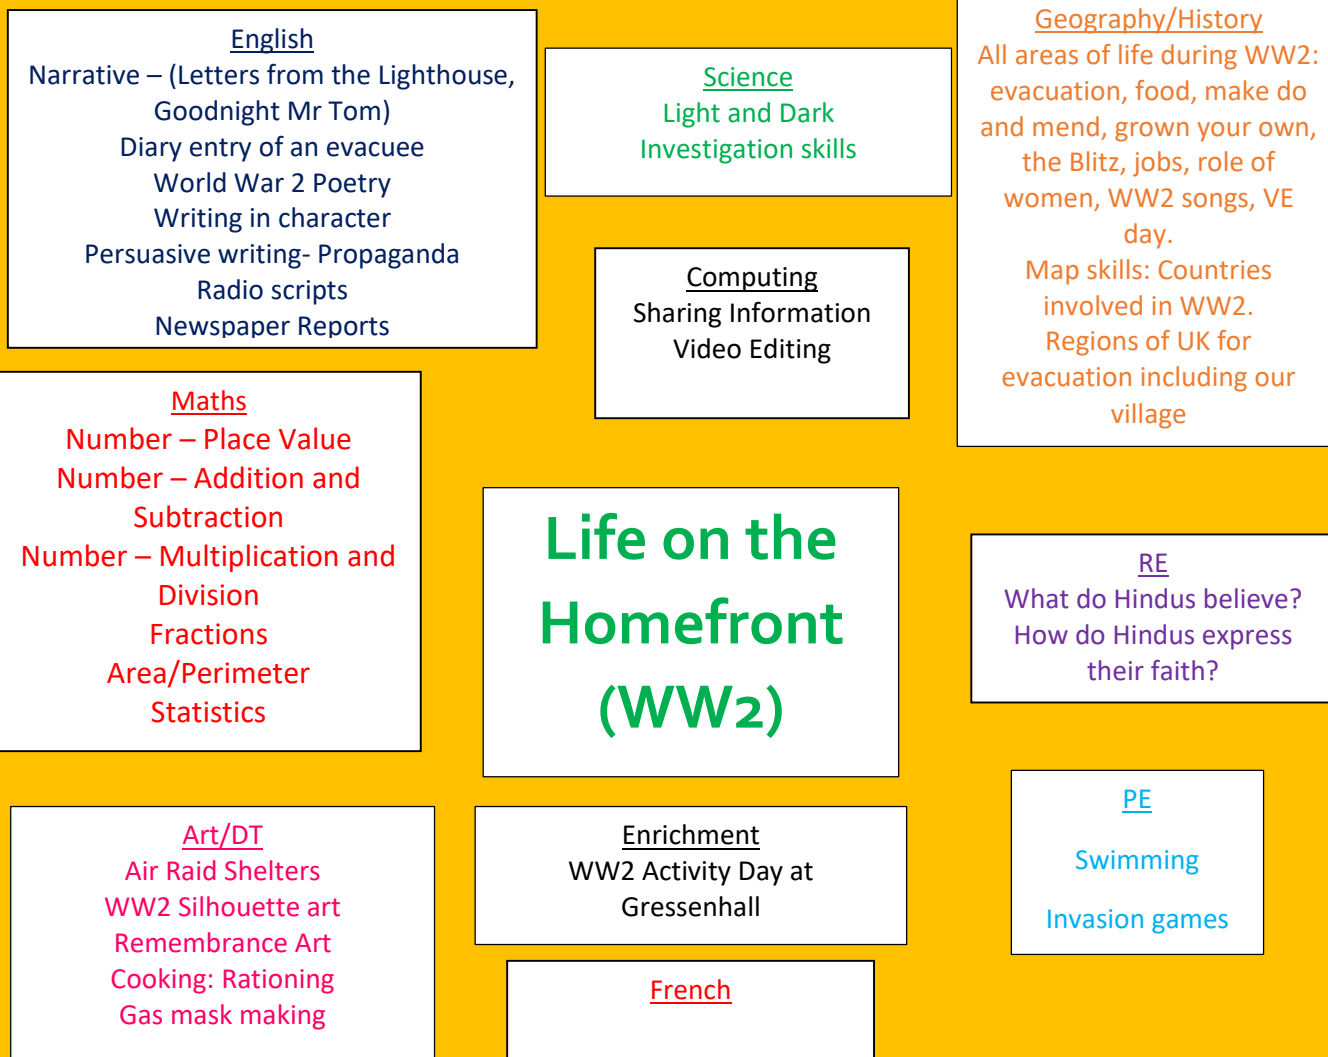 English
Narrative – (Letters from the Lighthouse,
Goodnight Mr Tom)
Diary entry of an evacuee
World War 2 Poetry
Writing in character
Persuasive writing- Propaganda
Radio scripts
Newspaper Reports
Science
Light and Dark
Investigation skills
Geography/History
All areas of life during WW2:
evacuation, food, make do
and mend, grown your own,
the Blitz, jobs, role of
women, WW2 songs, VE
day.
Map skills: Countries
involved in WW2.
Regions of UK for
evacuation including our
village
Computing
Sharing Information
Video Editing
Maths
Number – Place Value
Number – Addition and
Subtraction
Number – Multiplication and
Division
Fractions
Area/Perimeter
Statistics
Life on the
Homefront
(WW2)
RE
What do Hindus believe?
How do Hindus express
their faith?
PE
Swimming
Invasion games
Art/DT
Air Raid Shelters
WW2 Silhouette art
Remembrance Art
Cooking: Rationing
Gas mask making
Enrichment
WW2 Activity Day at
Gressenhall
French